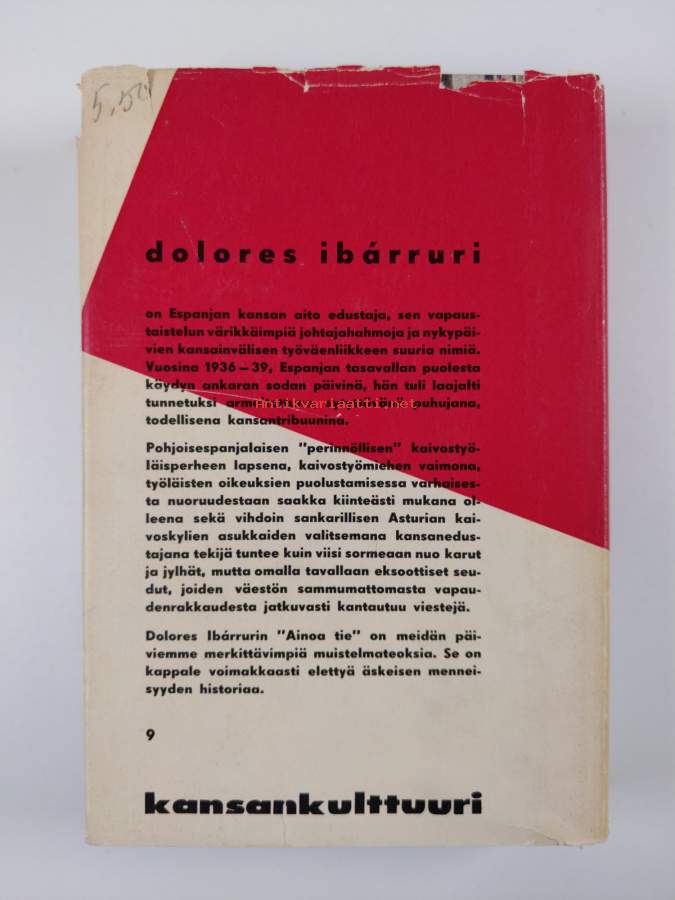 5,50
dolores ibárruri
on Espanjan kansan aito edustaja, sen vapaus-
taistelun värikkäimpiä johtajahahmoja ja nykypäi-
vien kansainvälisen työväenliikkeen suuria nimiä.
Vuosina 1936–39, Espanjan tasavallan puolesta
käydyn ankaran sodan päivinä, hän tuli laajalti
tunnetuksi puhujana,
Antikvariaatti.net
todellisena kansantribuunina.
Pohjoisespanjalaisen "perinnöllisen" kaivostyö-
läisperheen lapsena, kaivostyömiehen vaimona,
työläisten oikeuksien puolustamisessa varhaises-
ta nuoruudestaan saakka kiinteästi mukana ol-
leena sekä vihdoin sankarillisen Asturian kai-
voskylien asukkaiden valitsemana kansanedus-
tajana tekijä tuntee kuin viisi sormeaan nuo karut
ja jylhät, mutta omalla tavallaan eksoottiset seu-
dut, joiden väestön sammumattomasta vapau-
denrakkaudesta jatkuvasti kantautuu viestejä.
Dolores Ibárrurin "Ainoa tie" on meidän päi-
viemme merkittävimpiä muistelmateoksia. Se on
kappale voimakkaasti elettyä äskeisen mennei-
syyden historiaa.
9
kansankulttuuri